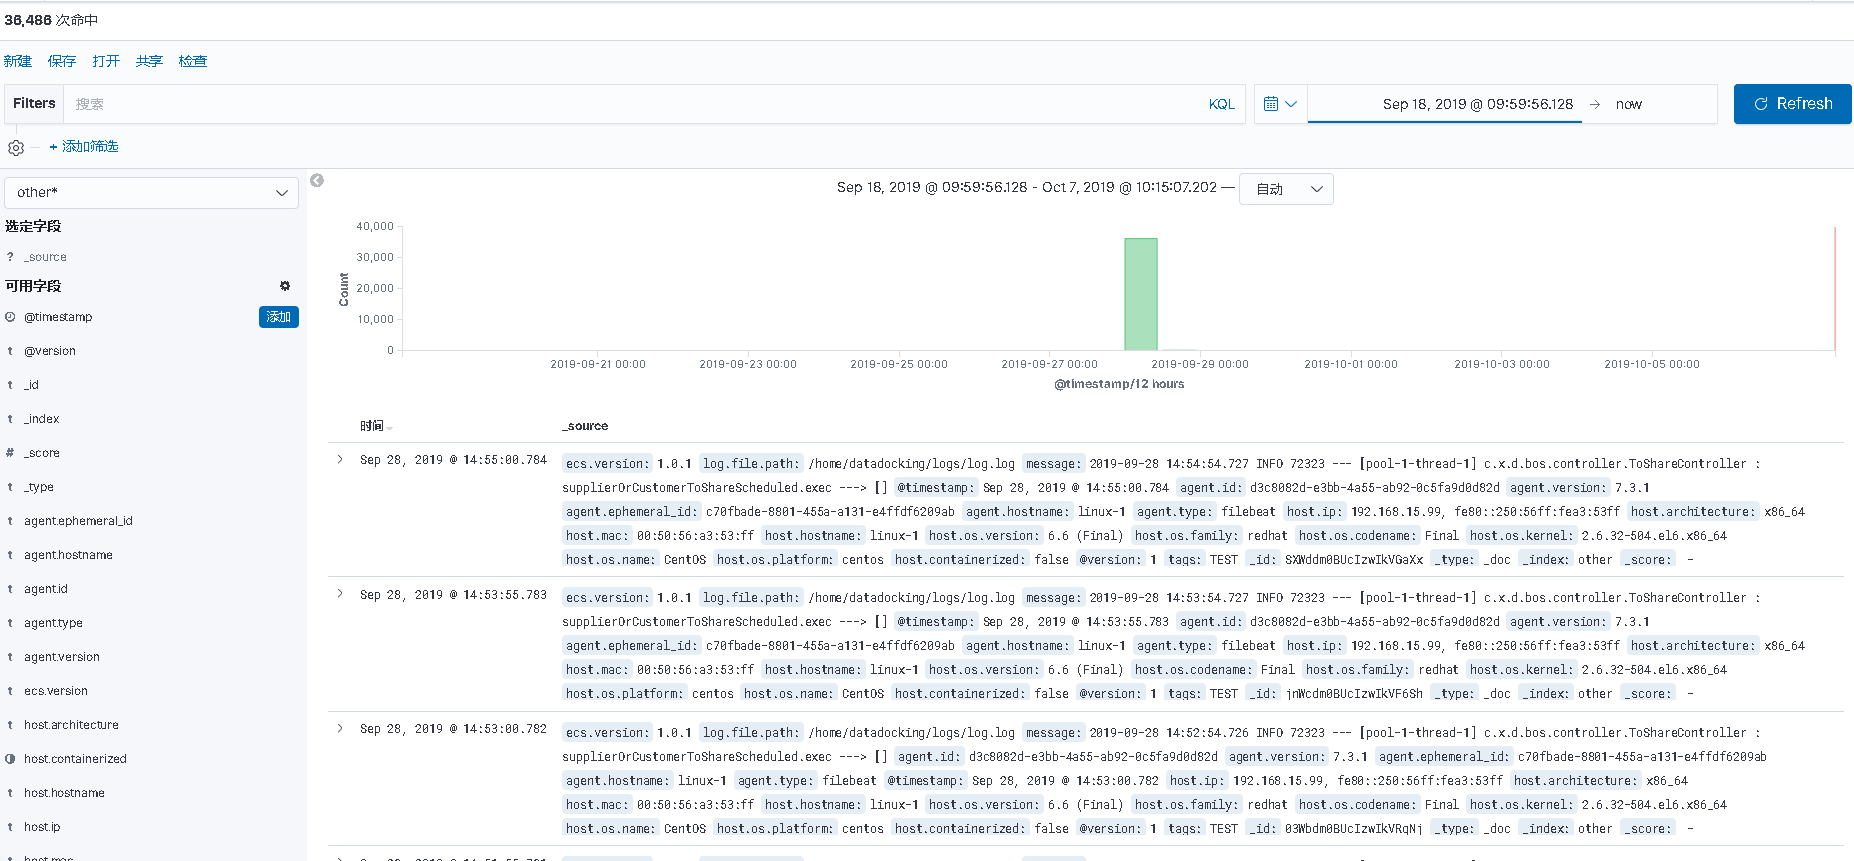 36,486 次命中
新建 保存 打开 共享 检查
Filters 搜索 KQL Sep 18, 2019 @ 09:59:56.128 → now Refresh
+ 添加筛选
other*
选定字段
? _source
可用字段
@timestamp 添加
t @version
t _id
t _index
# _score
t _type
t agent.ephemeral_id
t agent.hostname
t agent.id
t agent.type
t agent.version
t ecs.version
t host.architecture
host.containerized
t host.hostname
t host.ip
Sep 18, 2019 @ 09:59:56.128 - Oct 7, 2019 @ 10:15:07.202 — 自动
Count
40,000
30,000
20,000
10,000
0
2019-09-21 00:00 2019-09-23 00:00 2019-09-25 00:00 2019-09-27 00:00 2019-09-29 00:00 2019-10-01 00:00 2019-10-03 00:00 2019-10-05 00:00
@timestamp/12 hours
时间 _source
Sep 28, 2019 @ 14:55:00.784 ecs.version: 1.0.1 log.file.path: /home/datadocking/logs/log.log message: 2019-09-28 14:54:54.727 INFO 72323 --- [pool-1-thread-1] c.x.d.bos.controller.ToShareController :
supplierOrCustomerToShareScheduled.exec ---> [] @timestamp: Sep 28, 2019 @ 14:55:00.784 agent.id: d3c8082d-e3bb-4a55-ab92-0c5fa9d0d82d agent.version: 7.3.1
agent.ephemeral_id: c70fbade-8801-455a-a131-e4ffdf6209ab agent.hostname: linux-1 agent.type: filebeat host.ip: 192.168.15.99, fe80::250:56ff:fea3:53ff host.architecture: x86_64
host.mac: 00:50:56:a3:53:ff host.hostname: linux-1 host.os.version: 6.6 (Final) host.os.family: redhat host.os.codename: Final host.os.kernel: 2.6.32-504.el6.x86_64
host.os.name: CentOS host.os.platform: centos host.containerized: false @version: 1 tags: TEST _id: SXWddm0BUcIzwIkVGaXx _type: _doc _index: other _score: -
Sep 28, 2019 @ 14:53:55.783 ecs.version: 1.0.1 log.file.path: /home/datadocking/logs/log.log message: 2019-09-28 14:53:54.727 INFO 72323 --- [pool-1-thread-1] c.x.d.bos.controller.ToShareController :
supplierOrCustomerToShareScheduled.exec ---> [] @timestamp: Sep 28, 2019 @ 14:53:55.783 agent.id: d3c8082d-e3bb-4a55-ab92-0c5fa9d0d82d agent.version: 7.3.1
agent.ephemeral_id: c70fbade-8801-455a-a131-e4ffdf6209ab agent.hostname: linux-1 agent.type: filebeat host.ip: 192.168.15.99, fe80::250:56ff:fea3:53ff host.architecture: x86_64
host.mac: 00:50:56:a3:53:ff host.hostname: linux-1 host.os.version: 6.6 (Final) host.os.codename: Final host.os.family: redhat host.os.kernel: 2.6.32-504.el6.x86_64
host.os.platform: centos host.os.name: CentOS host.containerized: false @version: 1 tags: TEST _id: jnWcdm0BUcIzwIkVF6Sh _type: _doc _index: other _score: -
Sep 28, 2019 @ 14:53:00.782 ecs.version: 1.0.1 log.file.path: /home/datadocking/logs/log.log message: 2019-09-28 14:52:54.726 INFO 72323 --- [pool-1-thread-1] c.x.d.bos.controller.ToShareController :
supplierOrCustomerToShareScheduled.exec ---> [] agent.id: d3c8082d-e3bb-4a55-ab92-0c5fa9d0d82d agent.version: 7.3.1 agent.ephemeral_id: c70fbade-8801-455a-a131-e4ffdf6209ab
agent.hostname: linux-1 agent.type: filebeat @timestamp: Sep 28, 2019 @ 14:53:00.782 host.ip: 192.168.15.99, fe80::250:56ff:fea3:53ff host.architecture: x86_64
host.mac: 00:50:56:a3:53:ff host.hostname: linux-1 host.os.version: 6.6 (Final) host.os.family: redhat host.os.codename: Final host.os.kernel: 2.6.32-504.el6.x86_64
host.os.name: CentOS host.os.platform: centos host.containerized: false @version: 1 tags: TEST _id: 03Wbdm0BUcIzwIkVRqNj _type: _doc _index: other _score: -